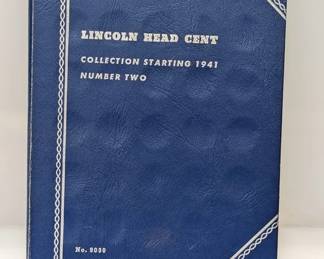 LINCOLN HEAD CENT
COLLECTION STARTING 1941
NUMBER TWO
No. 9030